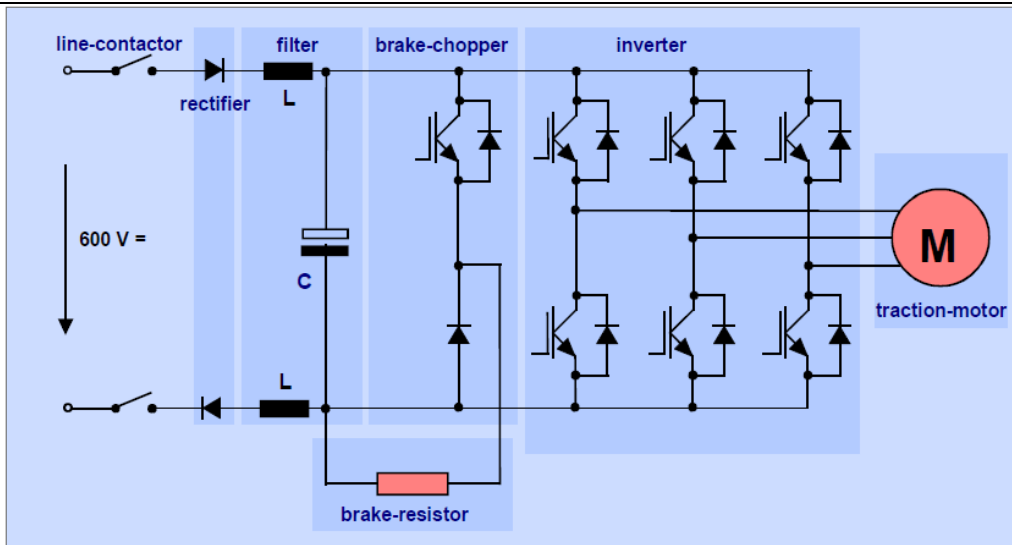 line-contactor
filter
brake-chopper
inverter
rectifier
L
600 V =
C
M
traction-motor
L
brake-resistor